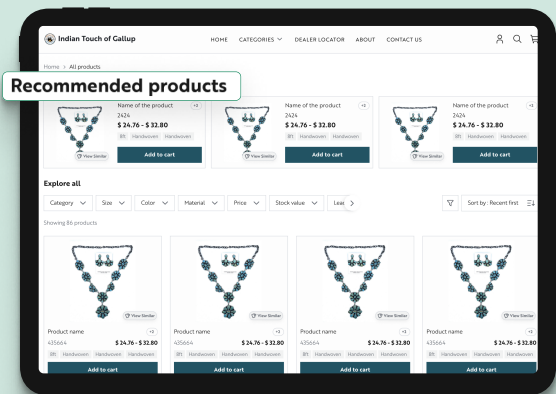 Indian Touch of Gallup
HOME CATEGORIES DEALER LOCATOR ABOUT CONTACT US
Home > All products
Recommended products
Name of the product +2
2424
$ 24.76 - $ 32.80
8ft Handwoven Handwoven
View Similar
Add to cart
Name of the product +2
2424
$ 24.76 - $ 32.80
8ft Handwoven Handwoven
View Similar
Add to cart
Name of the product +2
2424
$ 24.76 - $ 32.80
8ft Handwoven Handwoven
View Similar
Add to cart
Explore all
Category Size Color Material Price Stock value Sort by : Recent first
Showing 86 products
View Similar
Product name +2
435664 $ 24.76 - $ 32.80
8ft Handwoven Handwoven Handwoven
Add to cart
View Similar
Product name +2
435664 $ 24.76 - $ 32.80
8ft Handwoven Handwoven Handwoven
Add to cart
View Similar
Product name +2
435664 $ 24.76 - $ 32.80
8ft Handwoven Handwoven Handwoven
Add to cart
View Similar
Product name +2
435664 $ 24.76 - $ 32.80
8ft Handwoven Handwoven Handwoven
Add to cart